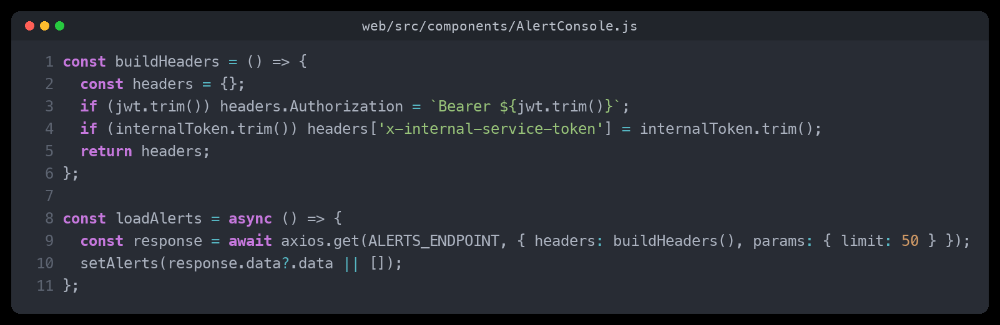 web/src/components/AlertConsole.js
1 const buildHeaders = () => {
2   const headers = {};
3   if (jwt.trim()) headers.Authorization = `Bearer ${jwt.trim()}`;
4   if (internalToken.trim()) headers['x-internal-service-token'] = internalToken.trim();
5   return headers;
6 };
7
8 const loadAlerts = async () => {
9   const response = await axios.get(ALERTS_ENDPOINT, { headers: buildHeaders(), params: { limit: 50 } });
10   setAlerts(response.data?.data || []);
11 };